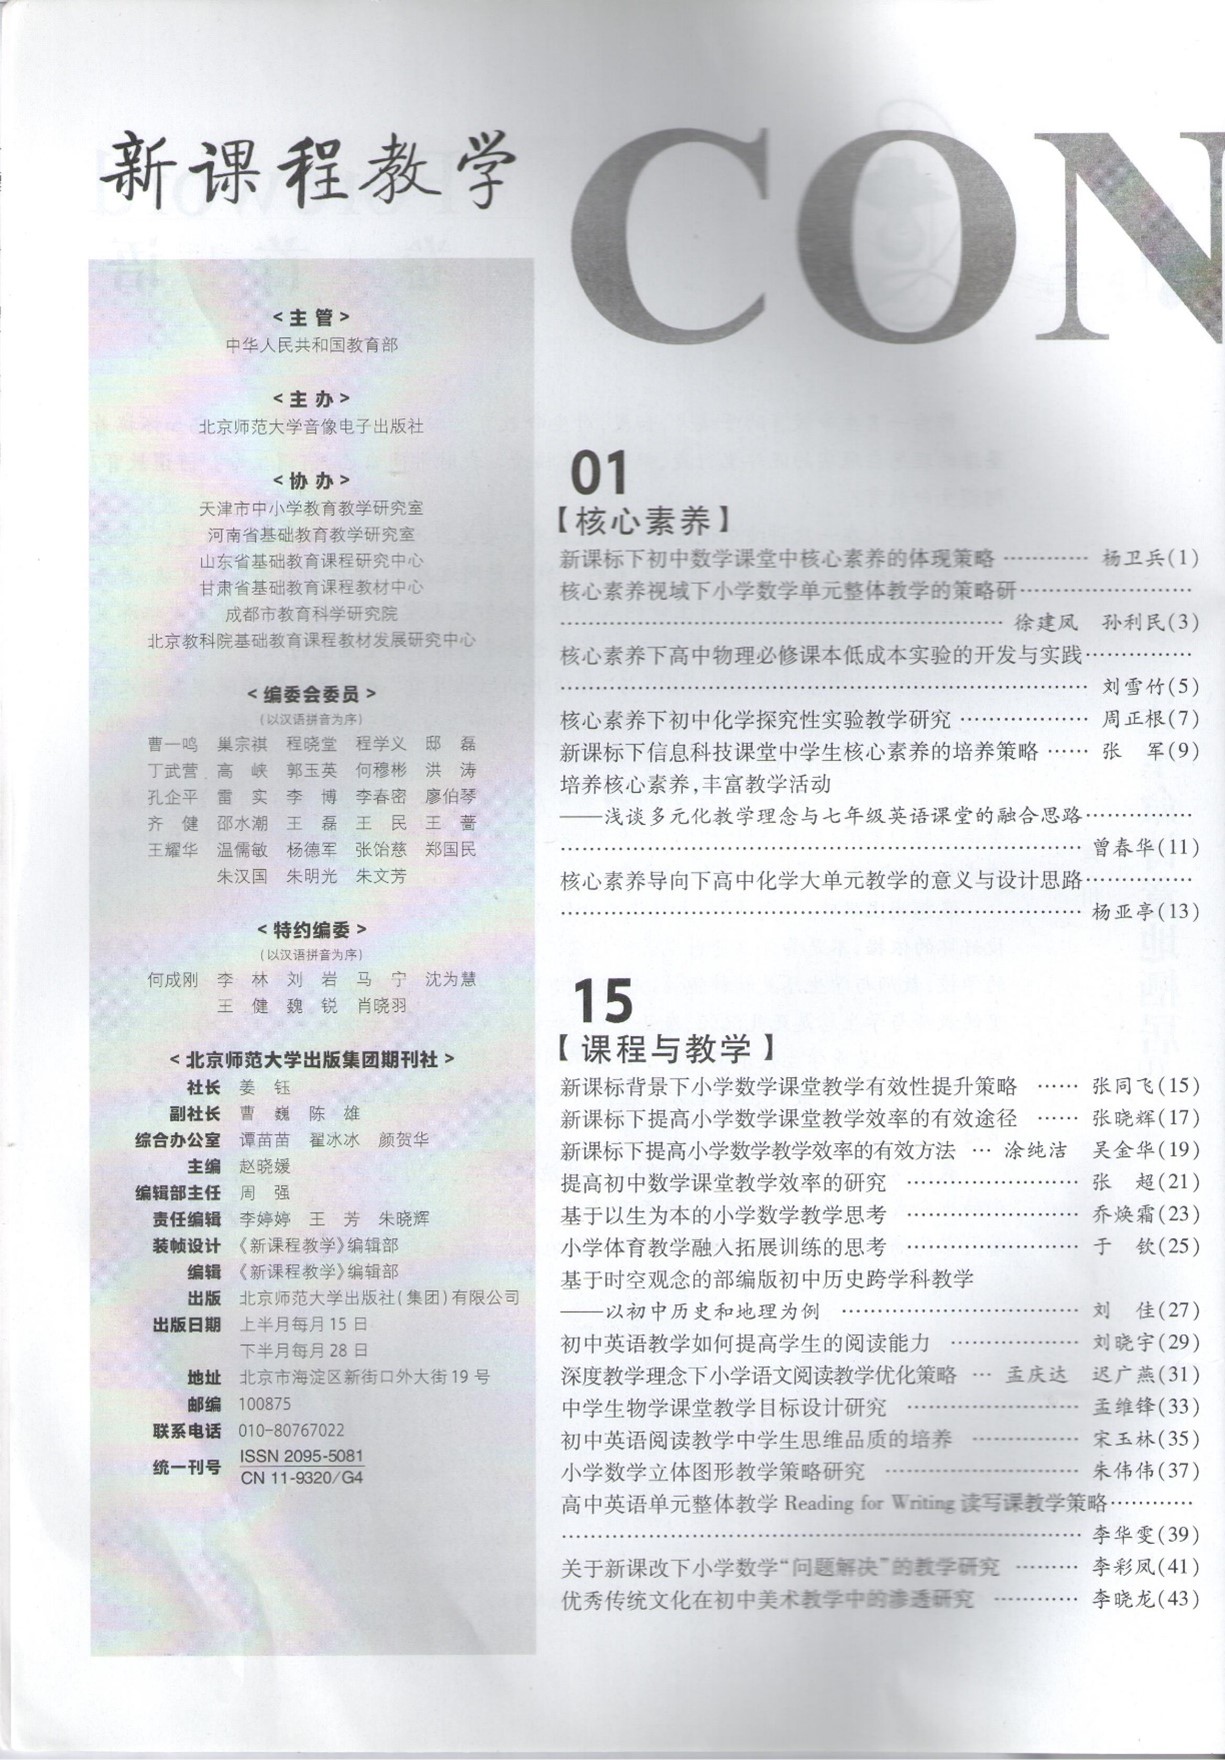 新课程教学
CON
<主管>
中华人民共和国教育部
<主办>
北京师范大学音像电子出版社
<协办>
天津市中小学教育教学研究室
河南省基础教育教学研究室
山东省基础教育课程研究中心
甘肃省基础教育课程教材中心
成都市教育科学研究院
北京教科院基础教育课程教材发展研究中心
<编委会委员>
(以汉语拼音为序)
曹一鸣 巢宗祺 程晓堂 程学义 邸 磊
丁武营 高 峡 郭玉英 何穆彬 洪 涛
孔企平 雷 实 李 博 李春密 廖伯琴
齐 健 邵水潮 王 磊 王 民 王 蔷
王耀华 温儒敏 杨德军 张饴慈 郑国民
朱汉国 朱明光 朱文芳
<特约编委>
(以汉语拼音为序)
何成刚 李 林 刘 岩 马 宁 沈为慧
王 健 魏 锐 肖晓羽
<北京师范大学出版集团期刊社>
社长 姜 钰
副社长 曹 巍 陈 雄
综合办公室 谭苗苗 翟冰冰 颜贺华
主编 赵晓媛
编辑部主任 周 强
责任编辑 李婷婷 王 芳 朱晓辉
装帧设计 《新课程教学》编辑部
编辑 《新课程教学》编辑部
出版 北京师范大学出版社(集团)有限公司
出版日期 上半月每月15日
下半月每月28日
地址 北京市海淀区新街口外大街19号
邮编 100875
联系电话 010-80767022
统一刊号 ISSN 2095-5081
CN 11-9320/G4
01
【核心素养】
新课标下初中数学课堂中核心素养的体现策略 ………… 杨卫兵(1)
核心素养视域下小学数学单元整体教学的策略研……………………
………………………………………………… 徐建凤 孙利民(3)
核心素养下高中物理必修课本低成本实验的开发与实践……………
………………………………………………………… 刘雪竹(5)
核心素养下初中化学探究性实验教学研究 ……………… 周正根(7)
新课标下信息科技课堂中学生核心素养的培养策略 …… 张 军(9)
培养核心素养,丰富教学活动
——浅谈多元化教学理念与七年级英语课堂的融合思路……………
………………………………………………………… 曾春华(11)
核心素养导向下高中化学大单元教学的意义与设计思路……………
………………………………………………………… 杨亚亭(13)
15
【课程与教学】
新课标背景下小学数学课堂教学有效性提升策略 …… 张同飞(15)
新课标下提高小学数学课堂教学效率的有效途径 …… 张晓辉(17)
新课标下提高小学数学教学效率的有效方法 … 涂纯洁 吴金华(19)
提高初中数学课堂教学效率的研究 …………………… 张 超(21)
基于以生为本的小学数学教学思考 …………………… 乔焕霜(23)
小学体育教学融入拓展训练的思考 …………………… 于 钦(25)
基于时空观念的部编版初中历史跨学科教学
——以初中历史和地理为例 …………………………… 刘 佳(27)
初中英语教学如何提高学生的阅读能力 ……………… 刘晓宇(29)
深度教学理念下小学语文阅读教学优化策略 … 孟庆达 迟广燕(31)
中学生物学课堂教学目标设计研究 …………………… 孟维锋(33)
初中英语阅读教学中学生思维品质的培养 …………… 宋玉林(35)
小学数学立体图形教学策略研究 ……………………… 朱伟伟(37)
高中英语单元整体教学 Reading for Writing 读写课教学策略…………
………………………………………………………… 李华雯(39)
关于新课改下小学数学“问题解决”的教学研究 ……… 李彩凤(41)
优秀传统文化在初中美术教学中的渗透研究 ………… 李晓龙(43)